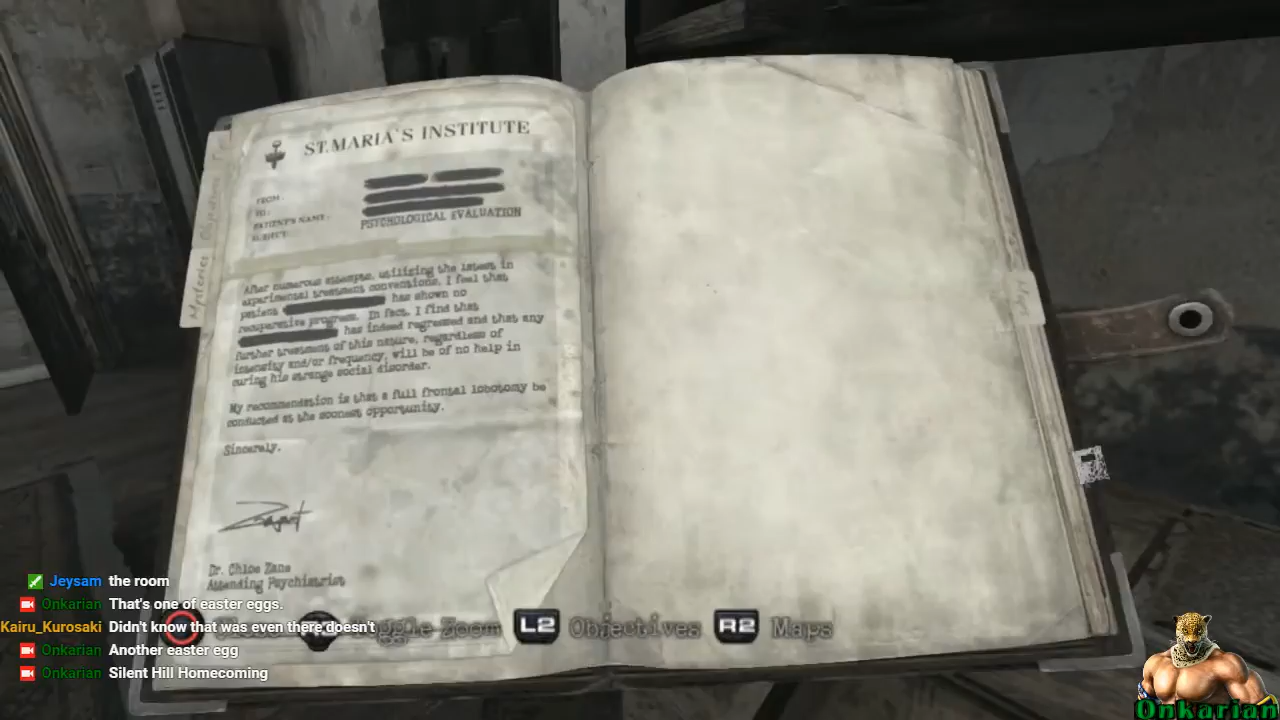 ST.MARIA'S INSTITUTE
FROM:
TO:
PATIENT'S NAME:
SUBJECT:
PSYCHOLOGICAL EVALUATION
After numerous attempts, utilizing the latest in
experimental treatment conventions, I feel that
patient has shown no
recuperative progress. In fact, I find that
has indeed regressed and that any
further treatment of this nature, regardless of
intensity and/or frequency, will be of no help in
curing his strange social disorder.
My recommendation is that a full frontal lobotomy be
conducted at the soonest opportunity.
Sincerely.
Dr. Chloe Zane
Attending Psychiatrist
Mysteries
Objectives
Maps
Jeysam the room
Onkarian That's one of easter eggs.
Kairu_Kurosaki Didn't know that was even there doesn't
Onkarian Another easter egg
Onkarian Silent Hill Homecoming
Zoom
L2 Objectives
R2 Maps
Onkarian